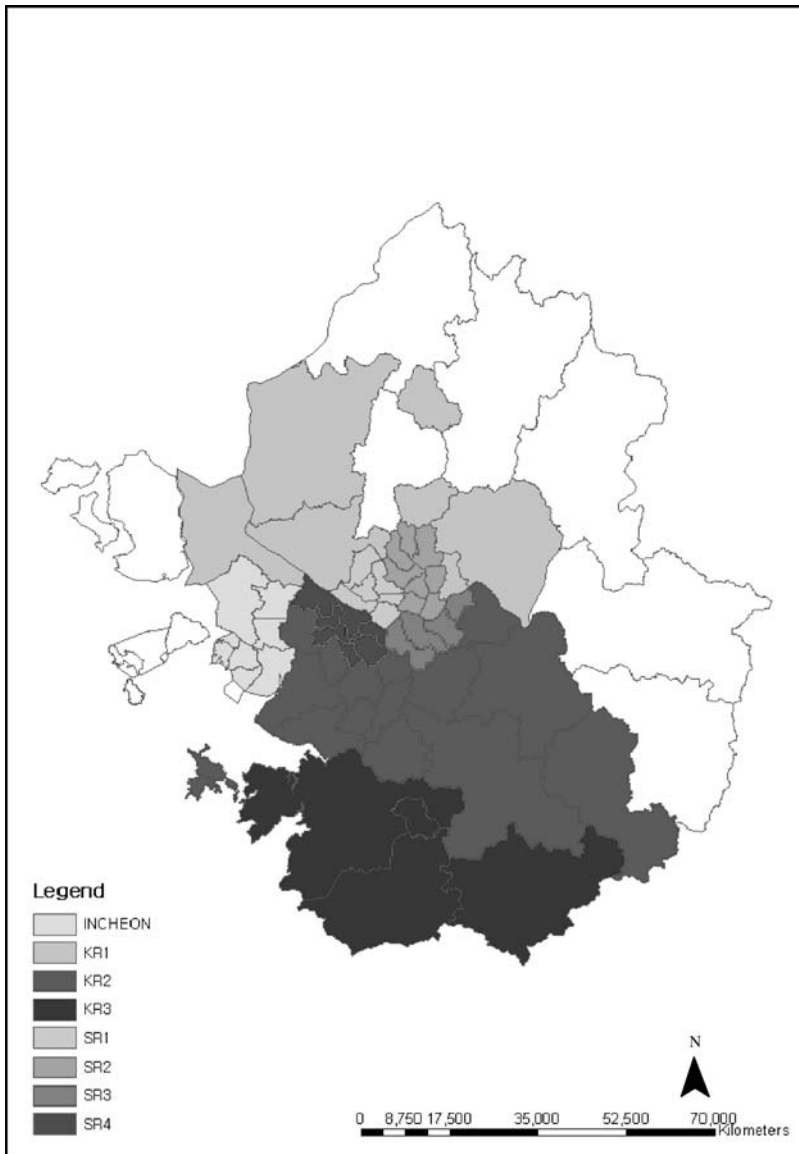 Legend
INCHEON
KR1
KR2
KR3
SR1
SR2
SR3
SR4
N
0 8,750 17,500 35,000 52,500 70,000
Kilometers